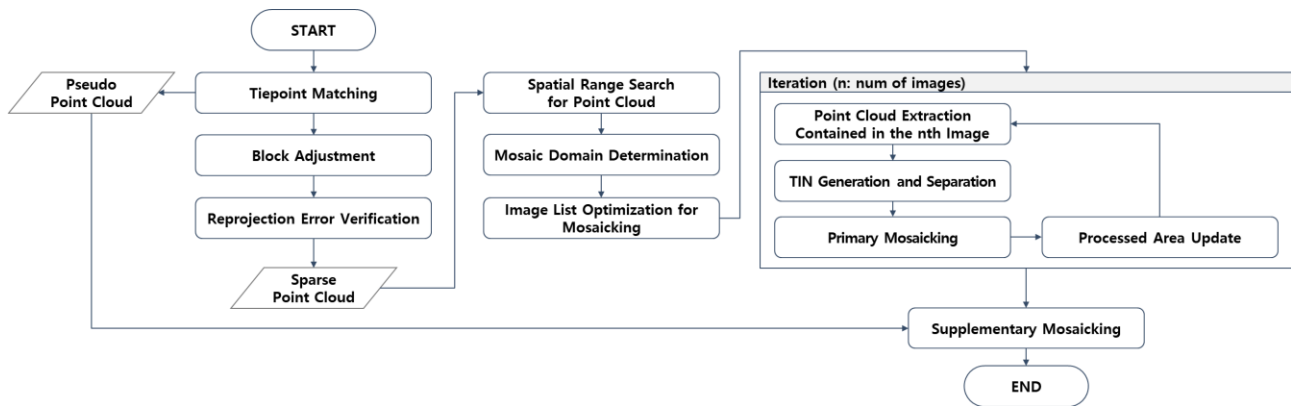 START
Pseudo
Point Cloud
Tiepoint Matching
Block Adjustment
Reprojection Error Verification
Sparse
Point Cloud
Spatial Range Search
for Point Cloud
Mosaic Domain Determination
Image List Optimization for
Mosaicking
Iteration (n: num of images)
Point Cloud Extraction
Contained in the nth Image
TIN Generation and Separation
Primary Mosaicking
Processed Area Update
Supplementary Mosaicking
END